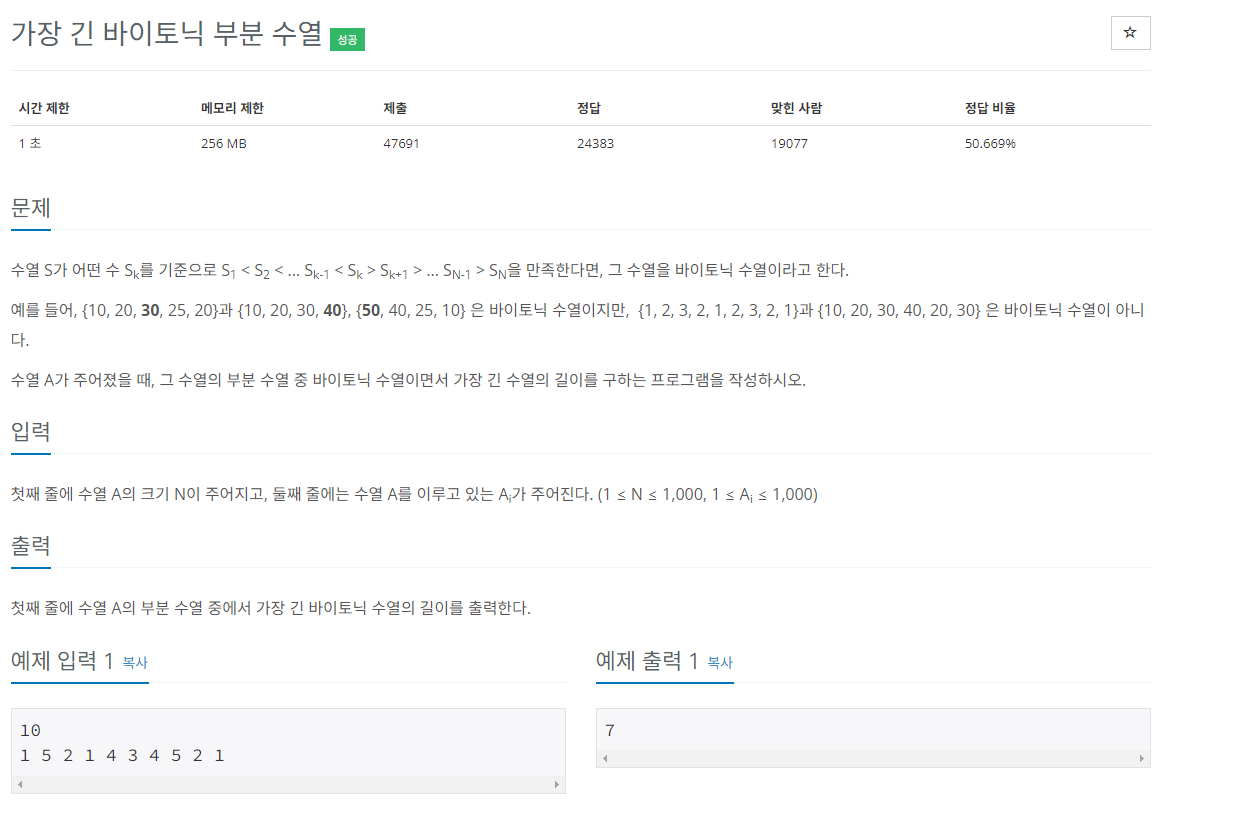 가장 긴 바이토닉 부분 수열 성공
☆
시간 제한 메모리 제한 제출 정답 맞힌 사람 정답 비율
1 초 256 MB 47691 24383 19077 50.669%
문제
수열 S가 어떤 수 Sk를 기준으로 S1 < S2 < ... Sk-1 < Sk > Sk+1 > ... SN-1 > SN을 만족한다면, 그 수열을 바이토닉 수열이라고 한다.
예를 들어, {10, 20, 30, 25, 20}과 {10, 20, 30, 40}, {50, 40, 25, 10} 은 바이토닉 수열이지만, {1, 2, 3, 2, 1, 2, 3, 2, 1}과 {10, 20, 30, 40, 20, 30} 은 바이토닉 수열이 아니
다.
수열 A가 주어졌을 때, 그 수열의 부분 수열 중 바이토닉 수열이면서 가장 긴 수열의 길이를 구하는 프로그램을 작성하시오.
입력
첫째 줄에 수열 A의 크기 N이 주어지고, 둘째 줄에는 수열 A를 이루고 있는 Ai가 주어진다. (1 ≤ N ≤ 1,000, 1 ≤ Ai ≤ 1,000)
출력
첫째 줄에 수열 A의 부분 수열 중에서 가장 긴 바이토닉 수열의 길이를 출력한다.
예제 입력 1 복사
10
1 5 2 1 4 3 4 5 2 1
예제 출력 1 복사
7